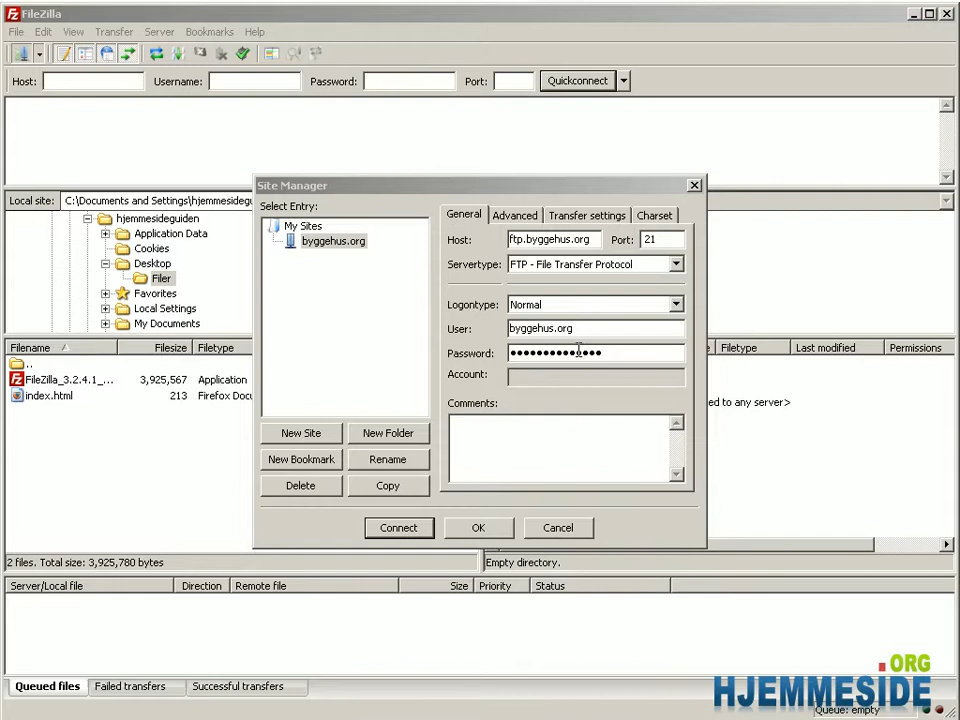 FileZilla
File Edit View Transfer Server Bookmarks Help
Host: Username: Password: Port: Quickconnect
Local site: C:\Documents and Settings\hjemmesidegu
hjemmesideguiden
Application Data
Cookies
Desktop
Filer
Favorites
Local Settings
My Documents
Filename Filesize Filetype
..
FileZilla_3.2.4.1_... 3,925,567 Application
index.html 213 Firefox Docu
2 files. Total size: 3,925,780 bytes
Site Manager
Select Entry:
My Sites
byggehus.org
New Site New Folder
New Bookmark Rename
Delete Copy
General Advanced Transfer settings Charset
Host: ftp.byggehus.org Port: 21
Servertype: FTP - File Transfer Protocol
Logontype: Normal
User: byggehus.org
Password: ●●●●●●●●●●●●●●
Account:
Comments:
Connect OK Cancel
Filetype Last modified Permissions
ed to any server>
Empty directory.
Server/Local file Direction Remote file Size Priority Status
Queued files Failed transfers Successful transfers
Queue: empty
.ORG
HJEMMESIDE